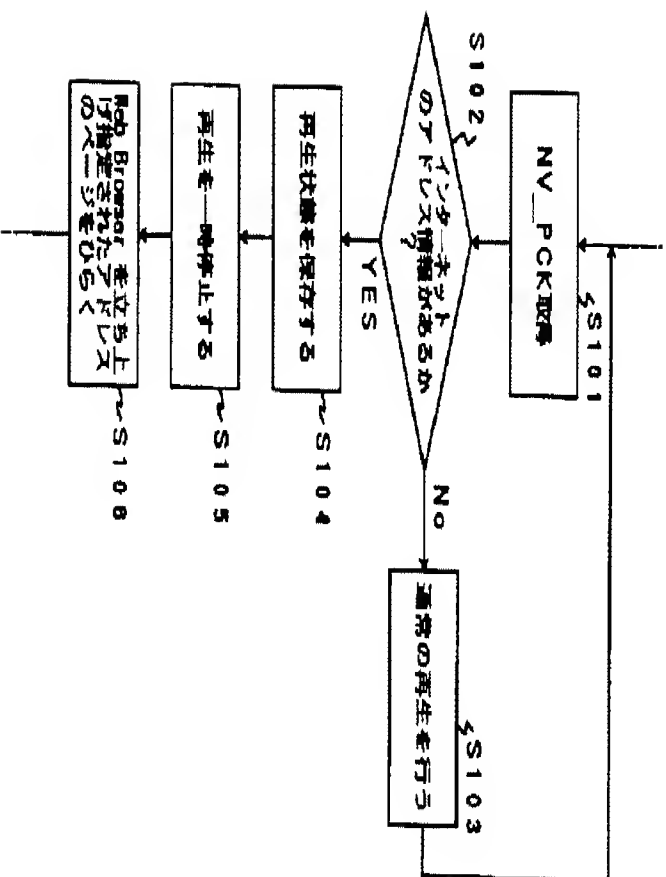 NV_PCK取得
S101
インターネット
のアドレス情報があるか
?
S102
YES
No
通常の再生を行う
S103
再生状態を保存する
S104
再生を一時停止する
S105
Web Browser を立ち上
げ指定されたアドレス
のページをひらく
S106